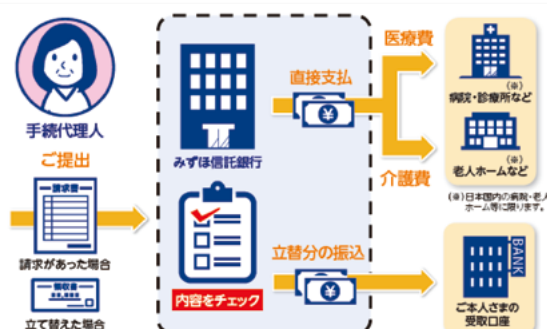 手続代理人
ご提出
請求書
請求があった場合
領収書
立て替えた場合
みずほ信託銀行
内容をチェック
直接支払
¥
医療費
介護費
(※)
病院・診療所など
(※)
老人ホームなど
(※)日本国内の病院・老人
ホーム等に限ります。
立替分の振込
¥
BANK
ご本人さまの
受取口座